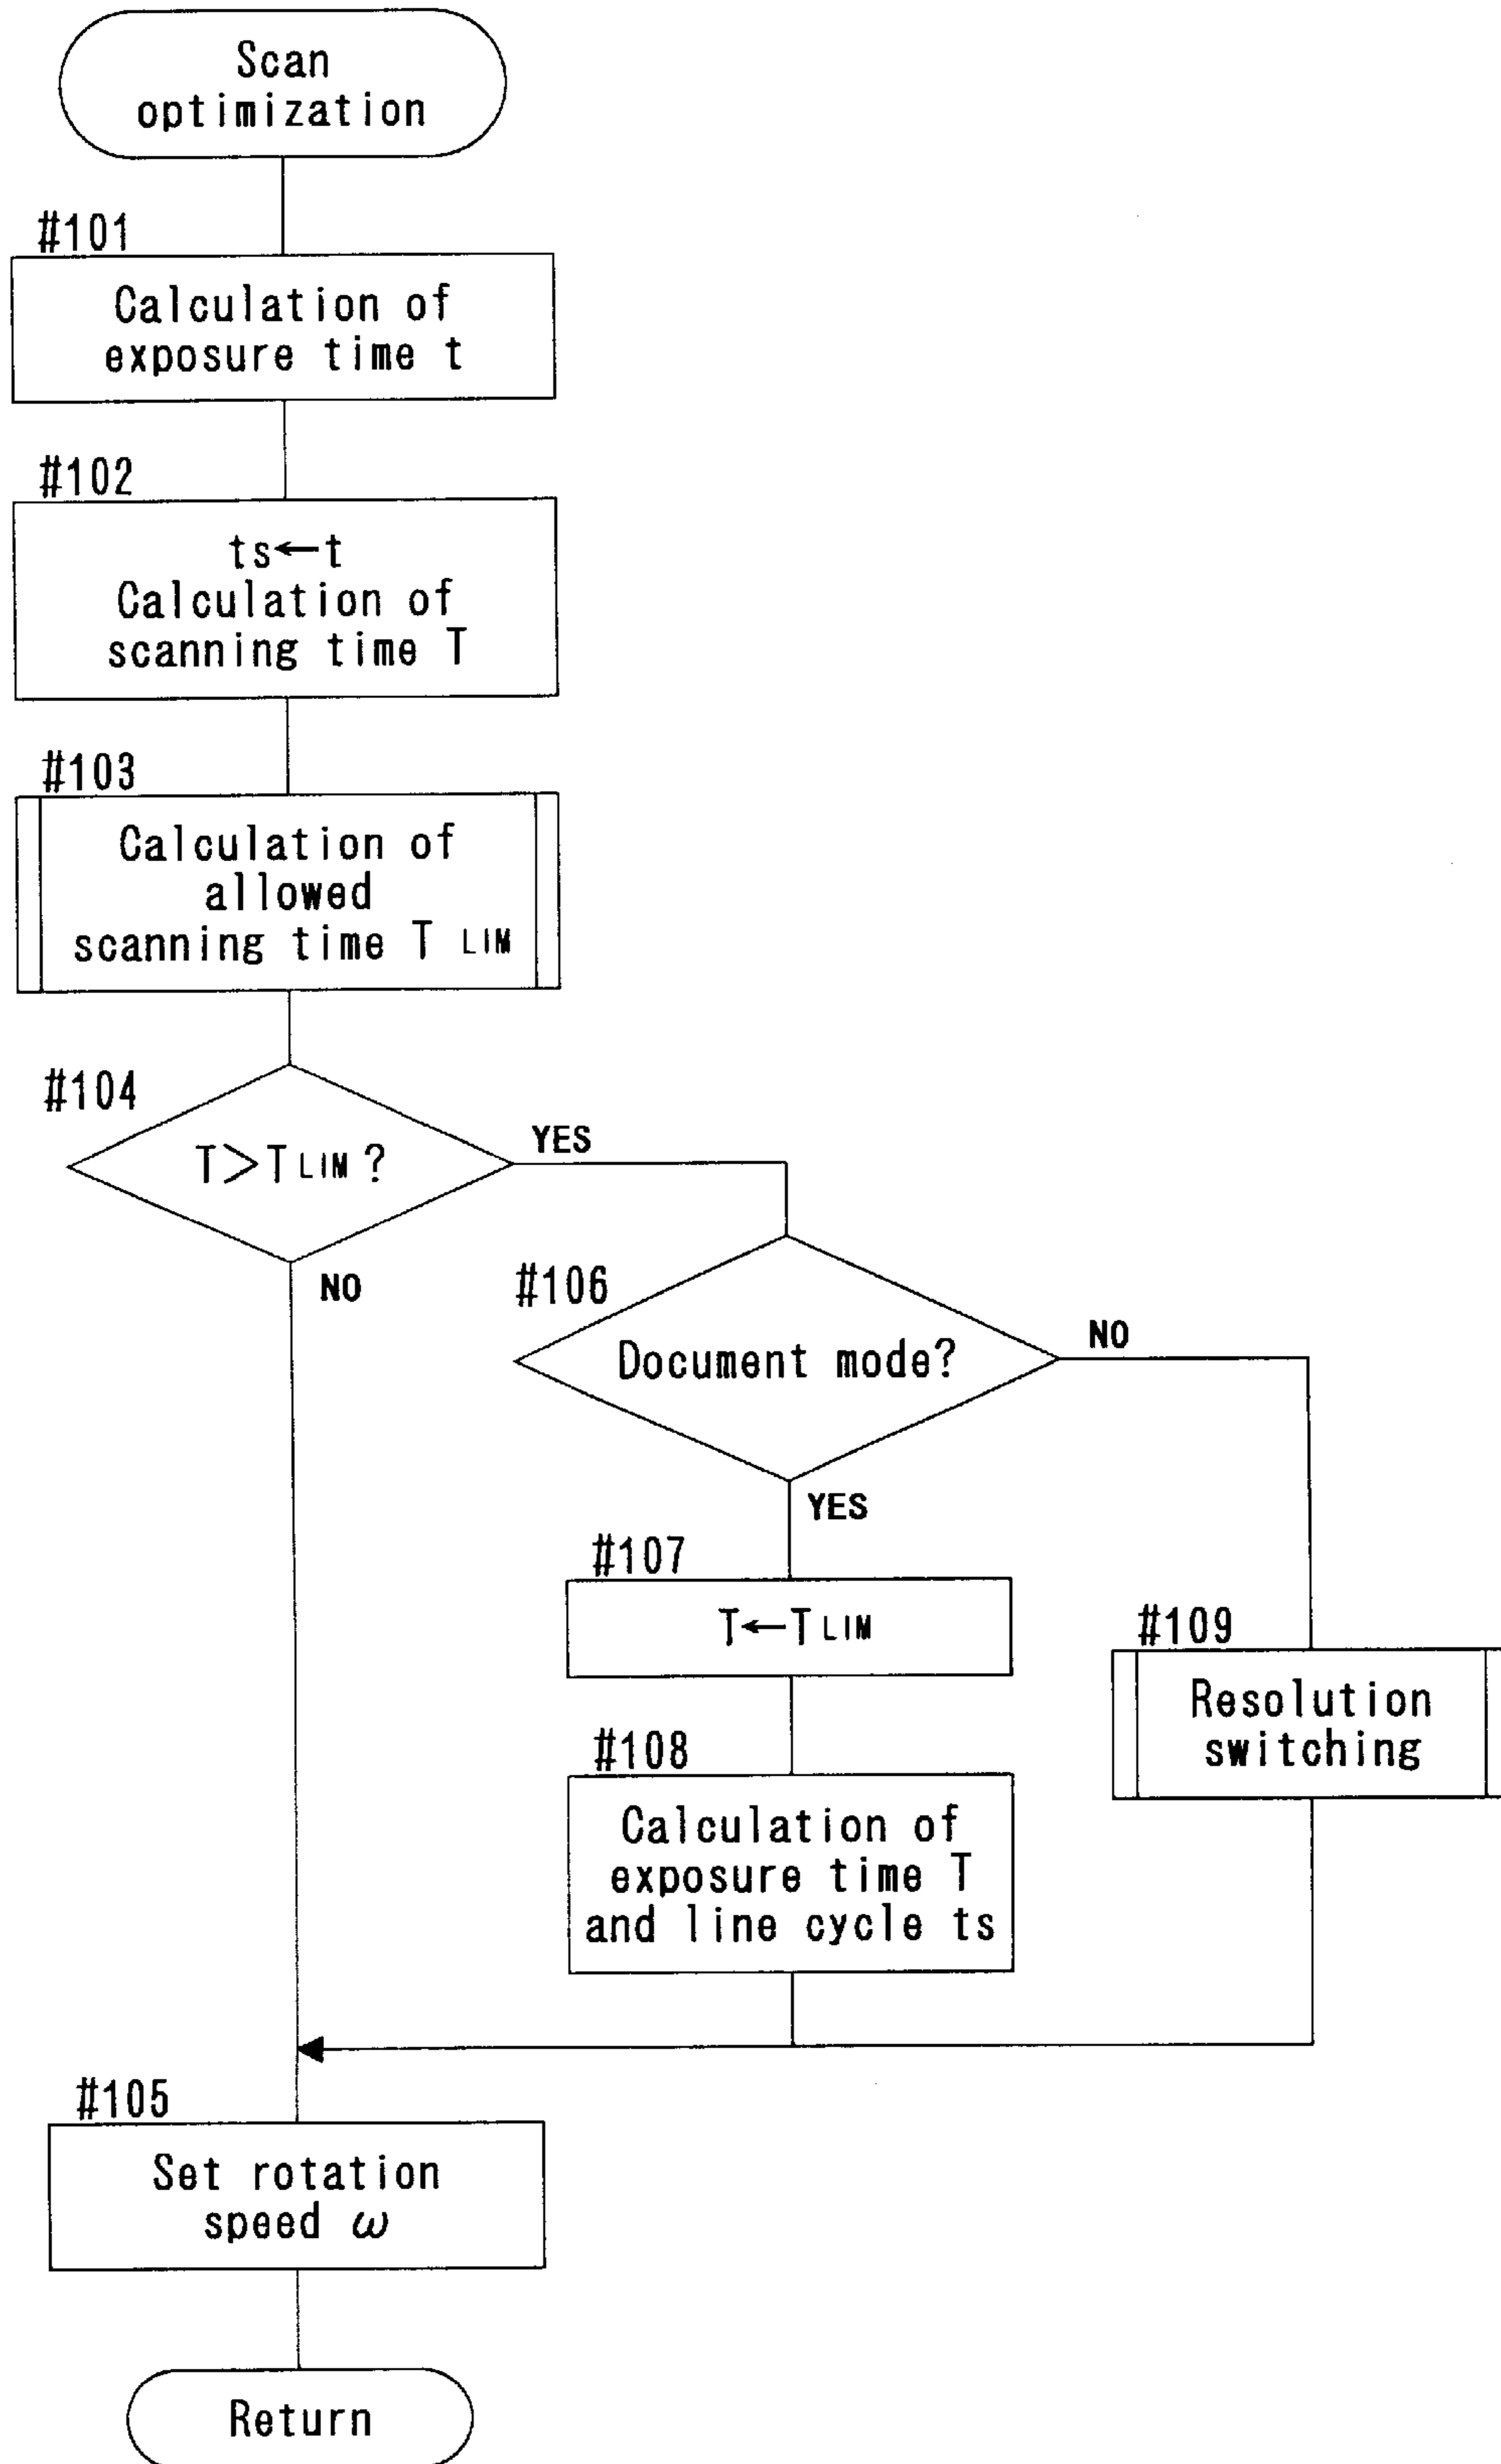 Scan
optimization
#101
Calculation of
exposure time t
#102
ts←t
Calculation of
scanning time T
#103
Calculation of
allowed
scanning time T LIM
#104
T>T LIM ?
YES
NO
#106
Document mode?
NO
YES
#107
T←T LIM
#109
Resolution
switching
#108
Calculation of
exposure time T
and line cycle ts
#105
Set rotation
speed ω
Return